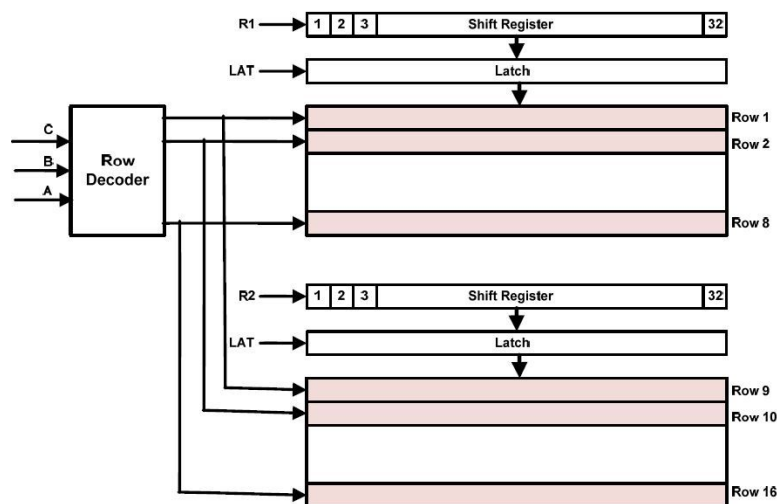 R1 1 2 3 Shift Register 32
LAT Latch
Row 1
C
Row 2
B
Row Decoder
A
Row 8
R2 1 2 3 Shift Register 32
LAT Latch
Row 9
Row 10
Row 16